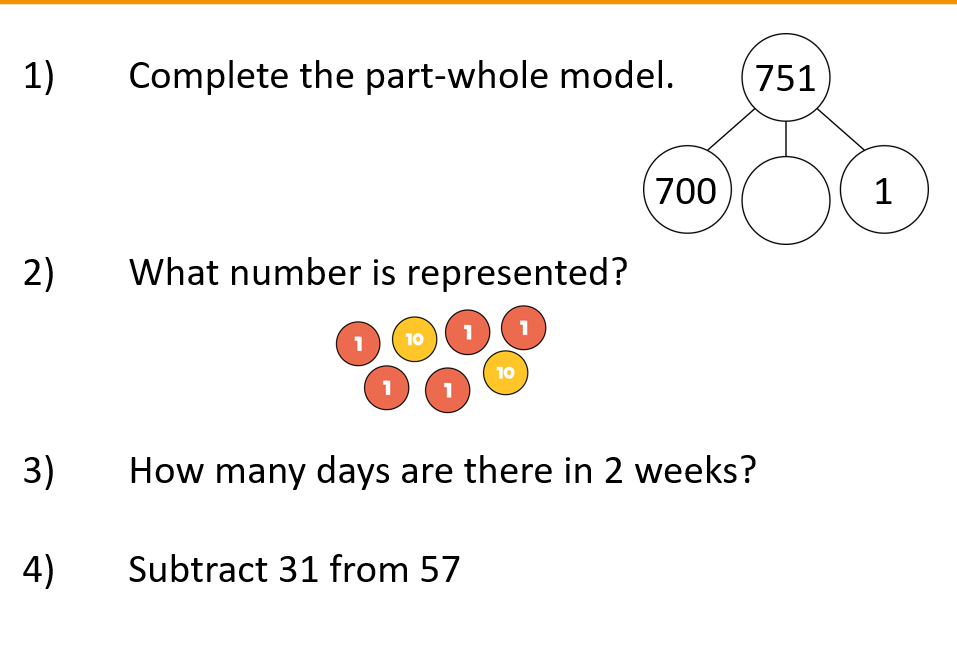 1) Complete the part-whole model.
751
700 1
2) What number is represented?
1 10 1 1
1 1 10
3) How many days are there in 2 weeks?
4) Subtract 31 from 57